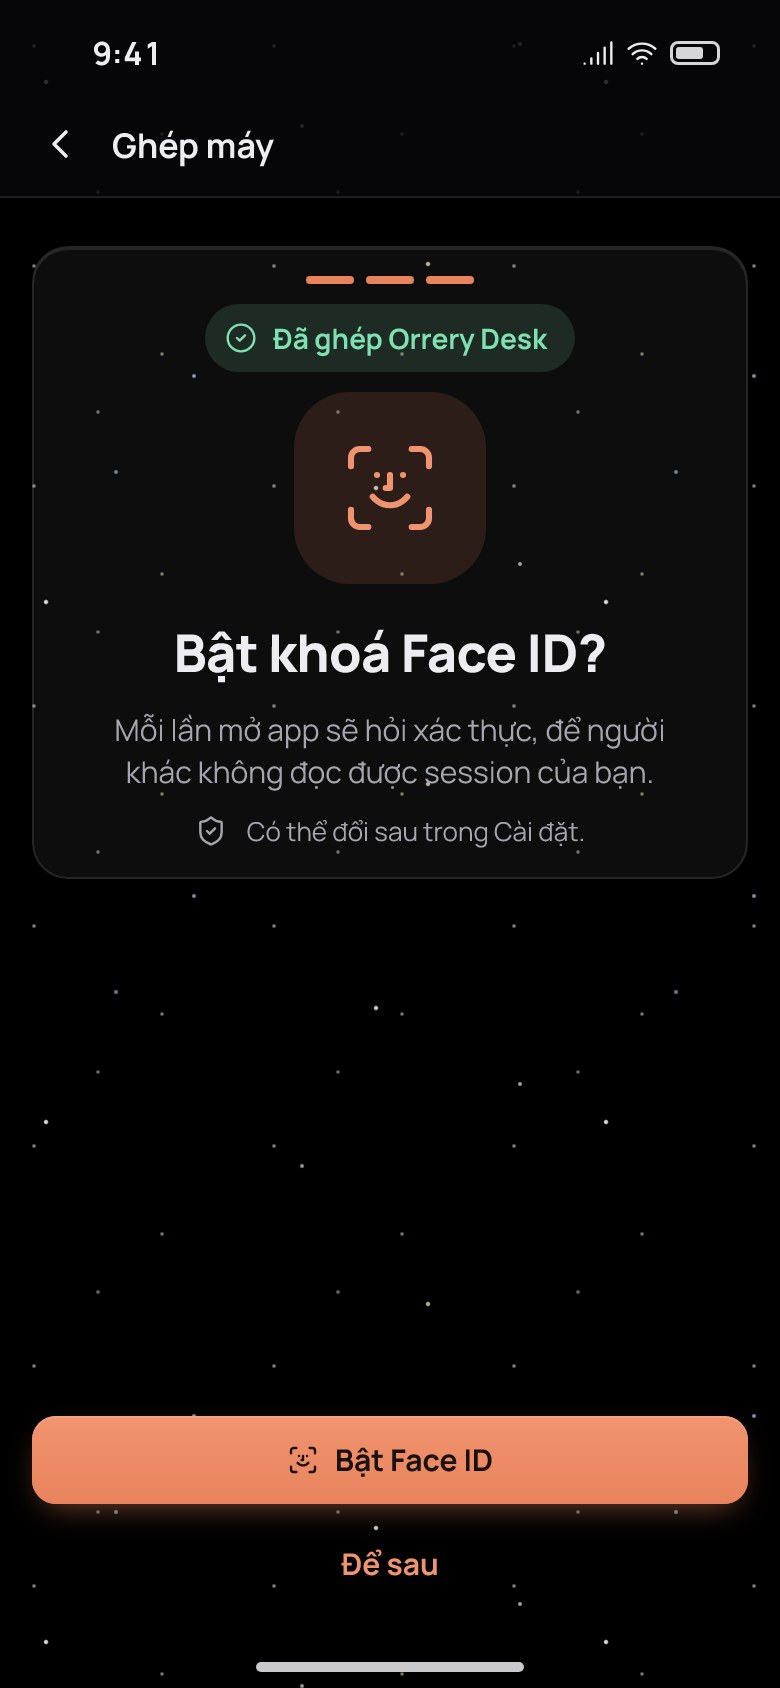 9:41
Ghép máy
Đã ghép Orrery Desk
Bật khoá Face ID?
Mỗi lần mở app sẽ hỏi xác thực, để người
khác không đọc được session của bạn.
Có thể đổi sau trong Cài đặt.
Bật Face ID
Để sau